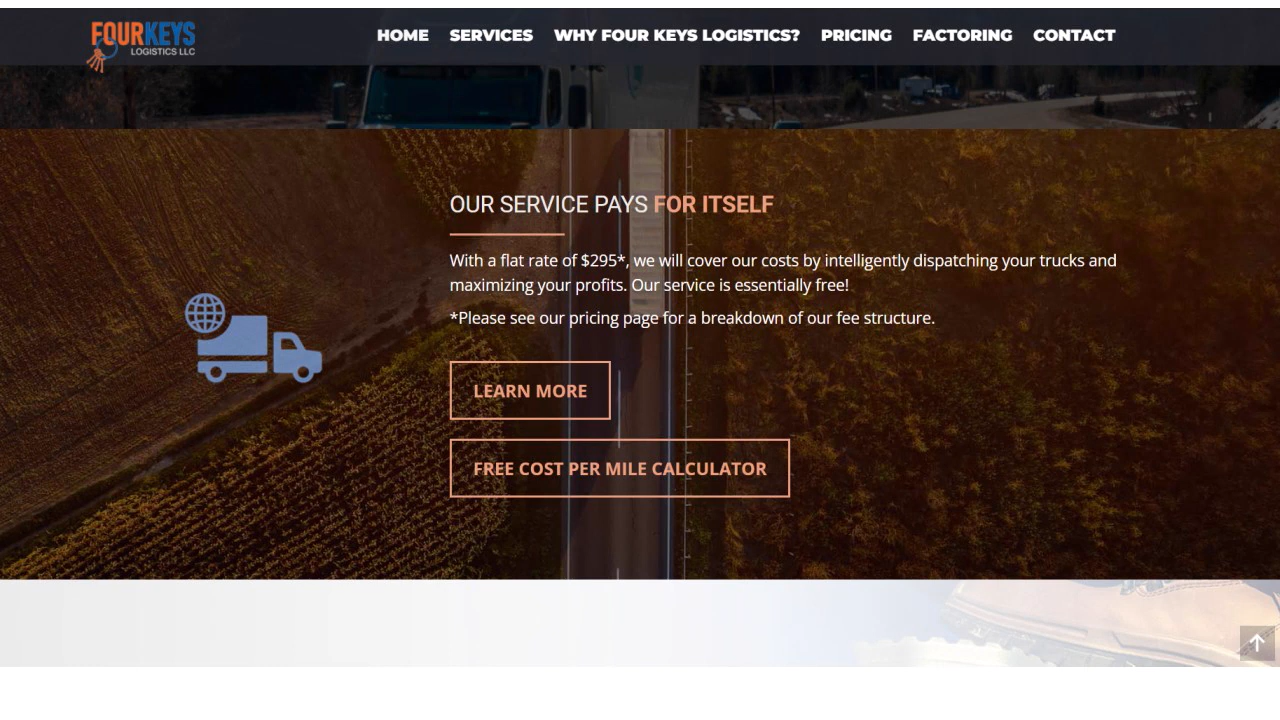 FOURKEYS
LOGISTICS LLC
HOME SERVICES WHY FOUR KEYS LOGISTICS? PRICING FACTORING CONTACT
OUR SERVICE PAYS FOR ITSELF
With a flat rate of $295*, we will cover our costs by intelligently dispatching your trucks and
maximizing your profits. Our service is essentially free!
*Please see our pricing page for a breakdown of our fee structure.
LEARN MORE
FREE COST PER MILE CALCULATOR